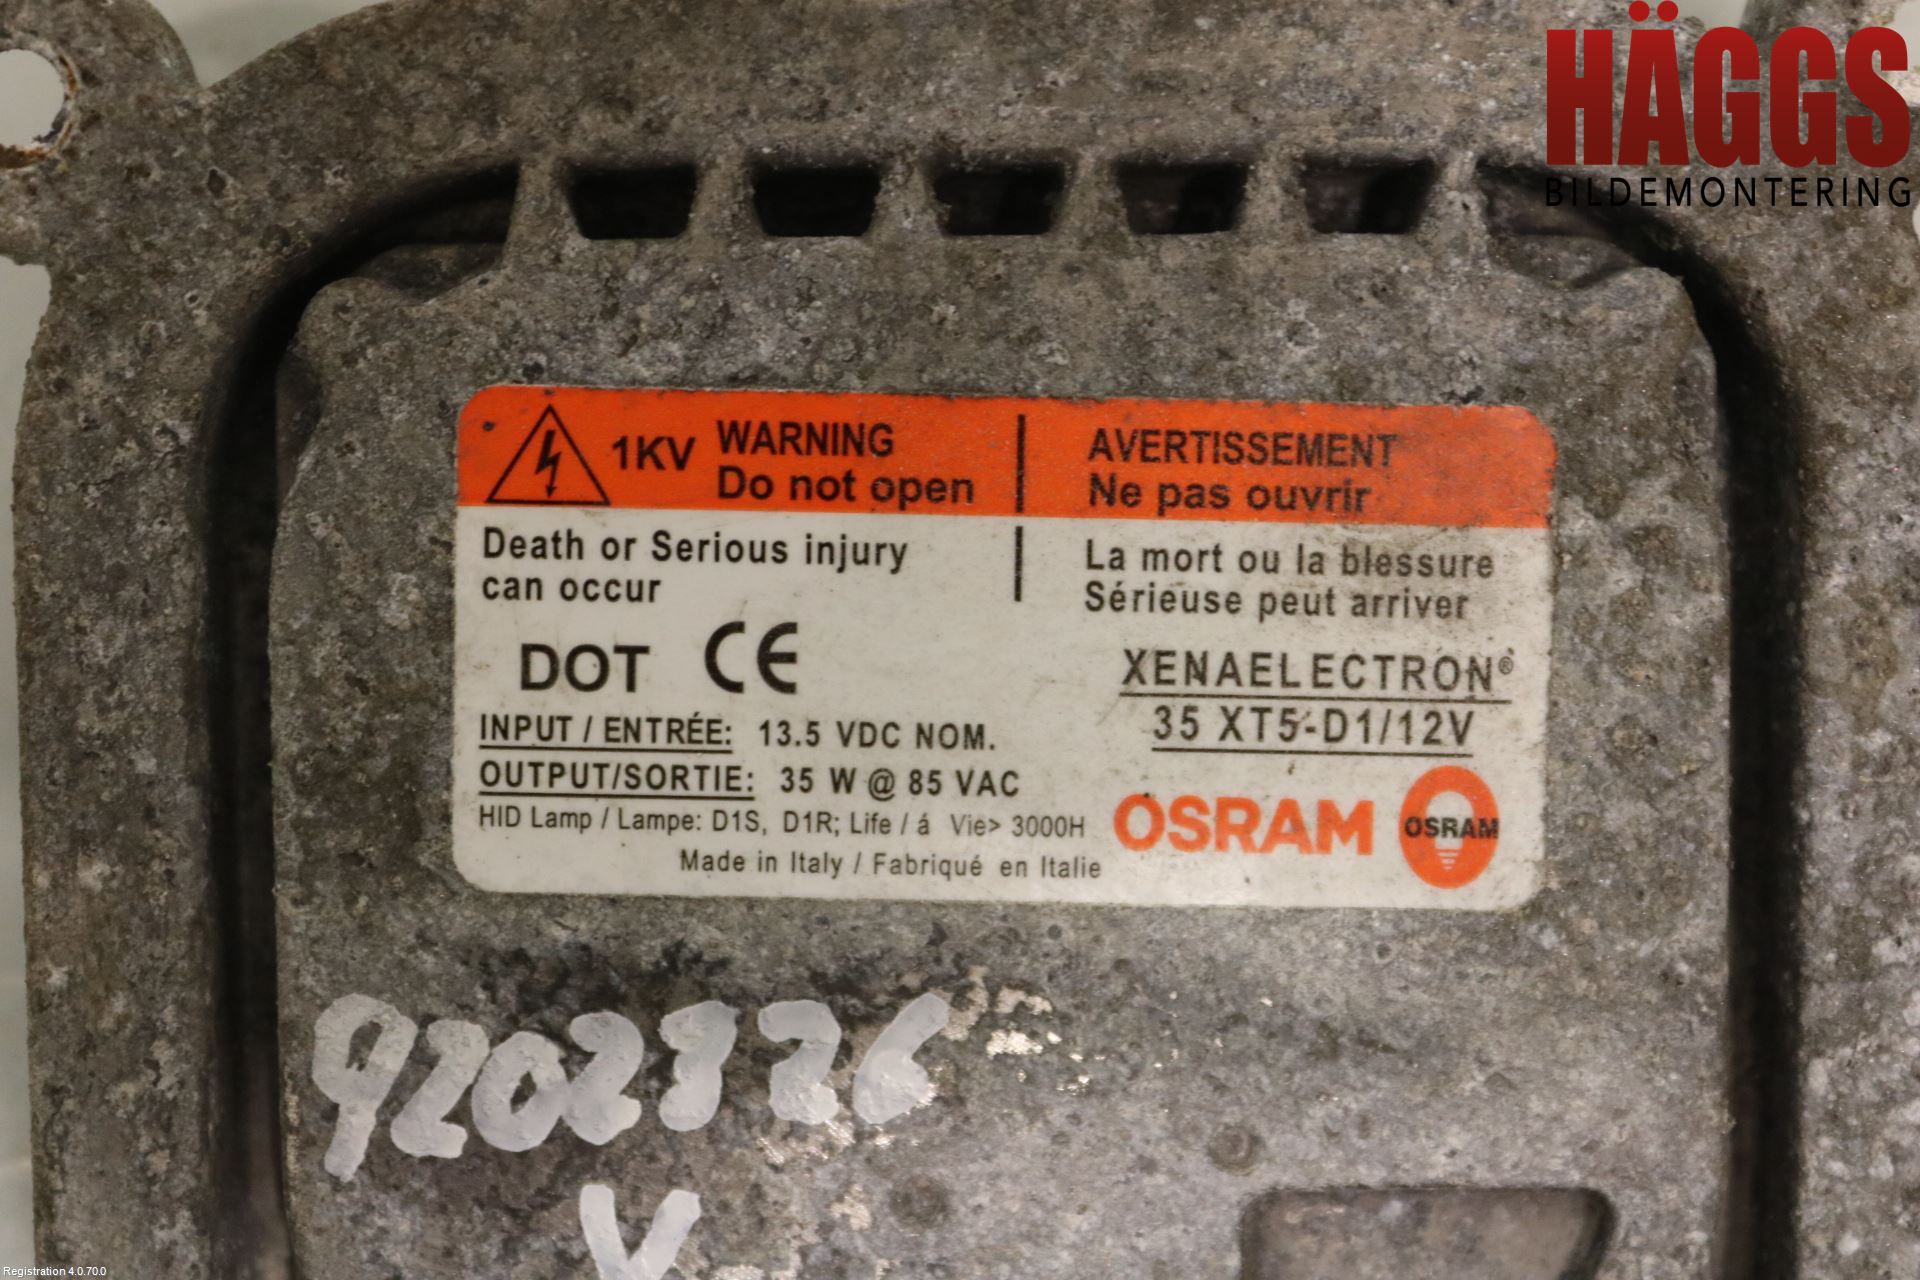 HÄGGS
BILDEMONTERING
1KV WARNING
Do not open
AVERTISSEMENT
Ne pas ouvrir
Death or Serious injury
can occur
La mort ou la blessure
Sérieuse peut arriver
DOT CE
XENAELECTRON®
35 XT5-D1/12V
INPUT / ENTRÉE: 13.5 VDC NOM.
OUTPUT/SORTIE: 35 W @ 85 VAC
HID Lamp / Lampe: D1S, D1R; Life / á Vie> 3000H
Made in Italy / Fabriqué en Italie
OSRAM
OSRAM
9202326
V
Registration 4.0.70.0